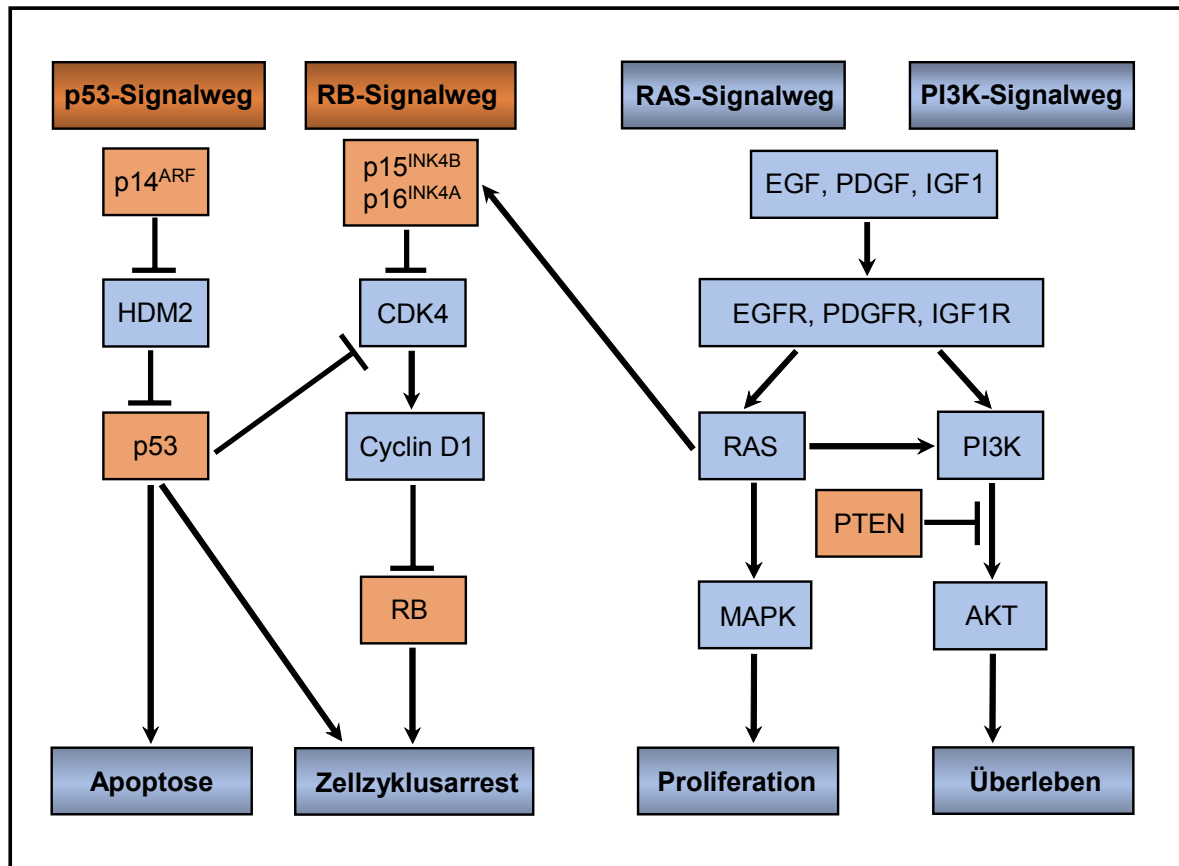 p53-Signalweg
RB-Signalweg
RAS-Signalweg
PI3K-Signalweg
p14ARF
p15INK4B
p16INK4A
EGF, PDGF, IGF1
HDM2
CDK4
EGFR, PDGFR, IGF1R
p53
Cyclin D1
RAS
PI3K
PTEN
RB
MAPK
AKT
Apoptose
Zellzyklusarrest
Proliferation
Überleben